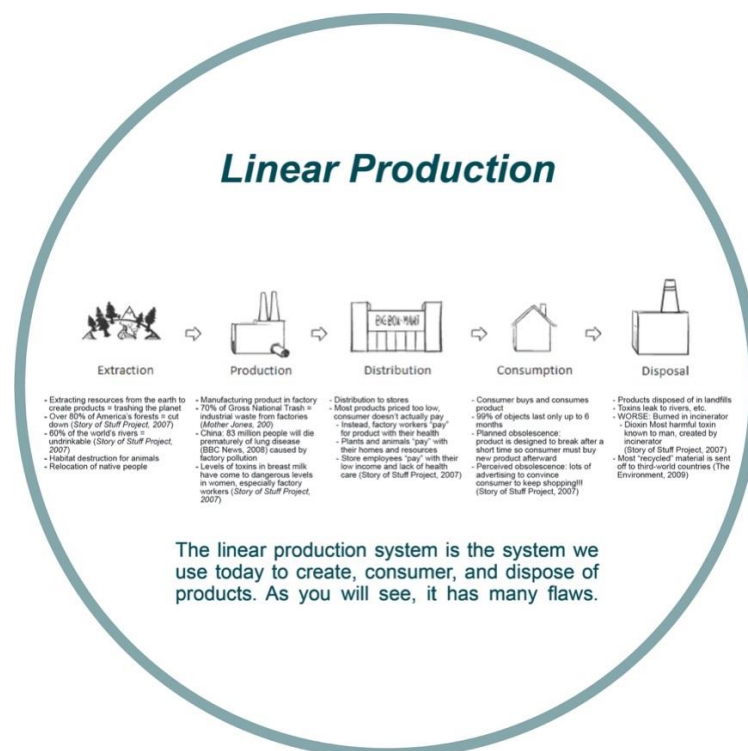 Linear Production
BIG BOX MART
Extraction
Production
Distribution
Consumption
Disposal
- Extracting resources from the earth to
create products = trashing the planet
- Over 80% of America's forests = cut
down (Story of Stuff Project, 2007)
- 60% of the world's rivers =
undrinkable (Story of Stuff Project,
2007)
- Habitat destruction for animals
- Relocation of native people
- Manufacturing product in factory
- 70% of Gross National Trash =
industrial waste from factories
(Mother Jones, 200)
- China: 83 million people will die
prematurely of lung disease
(BBC News, 2008) caused by
factory pollution
- Levels of toxins in breast milk
have come to dangerous levels
in women, especially factory
workers (Story of Stuff Project,
2007)
- Distribution to stores
- Most products priced too low,
consumer doesn't actually pay
- Instead, factory workers "pay"
for product with their health
- Plants and animals "pay" with
their homes and resources
- Store employees "pay" with their
low income and lack of health
care (Story of Stuff Project, 2007)
- Consumer buys and consumes
product
- 99% of objects last only up to 6
months
- Planned obsolescence:
product is designed to break after a
short time so consumer must buy
new product afterward
- Perceived obsolescence: lots of
advertising to convince
consumer to keep shopping!!!
(Story of Stuff Project, 2007)
- Products disposed of in landfills
- Toxins leak to rivers, etc.
- WORSE: Burned in incinerator
- Dioxin Most harmful toxin
known to man, created by
incinerator
(Story of Stuff Project, 2007)
- Most "recycled" material is sent
off to third-world countries (The
Environment, 2009)
The linear production system is the system we
use today to create, consumer, and dispose of
products. As you will see, it has many flaws.